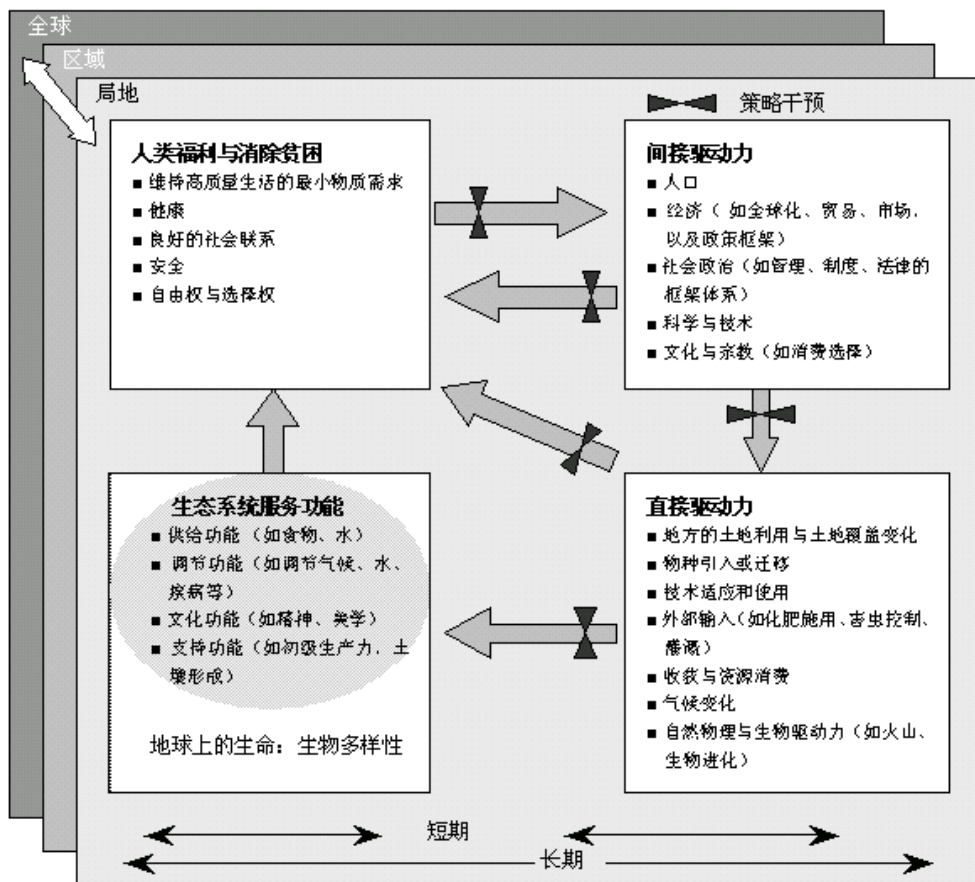 全球
区域
局地
策略干预
人类福利与消除贫困
■ 维持高质量生活的最小物质需求
■ 健康
■ 良好的社会联系
■ 安全
■ 自由权与选择权
间接驱动力
■ 人口
■ 经济（如全球化、贸易、市场，
以及政策框架）
■ 社会政治（如管理、制度、法律的
框架体系）
■ 科学与技术
■ 文化与宗教（如消费选择）
生态系统服务功能
■ 供给功能（如食物、水）
■ 调节功能（如调节气候、水、
疾病等）
■ 文化功能（如精神、美学）
■ 支持功能（如初级生产力，土
壤形成）
地球上的生命：生物多样性
直接驱动力
■ 地方的土地利用与土地覆盖变化
■ 物种引入或迁移
■ 技术适应和使用
■ 外部输入（如化肥施用、害虫控制、
灌溉）
■ 收获与资源消费
■ 气候变化
■ 自然物理与生物驱动力（如火山、
生物进化）
短期
长期